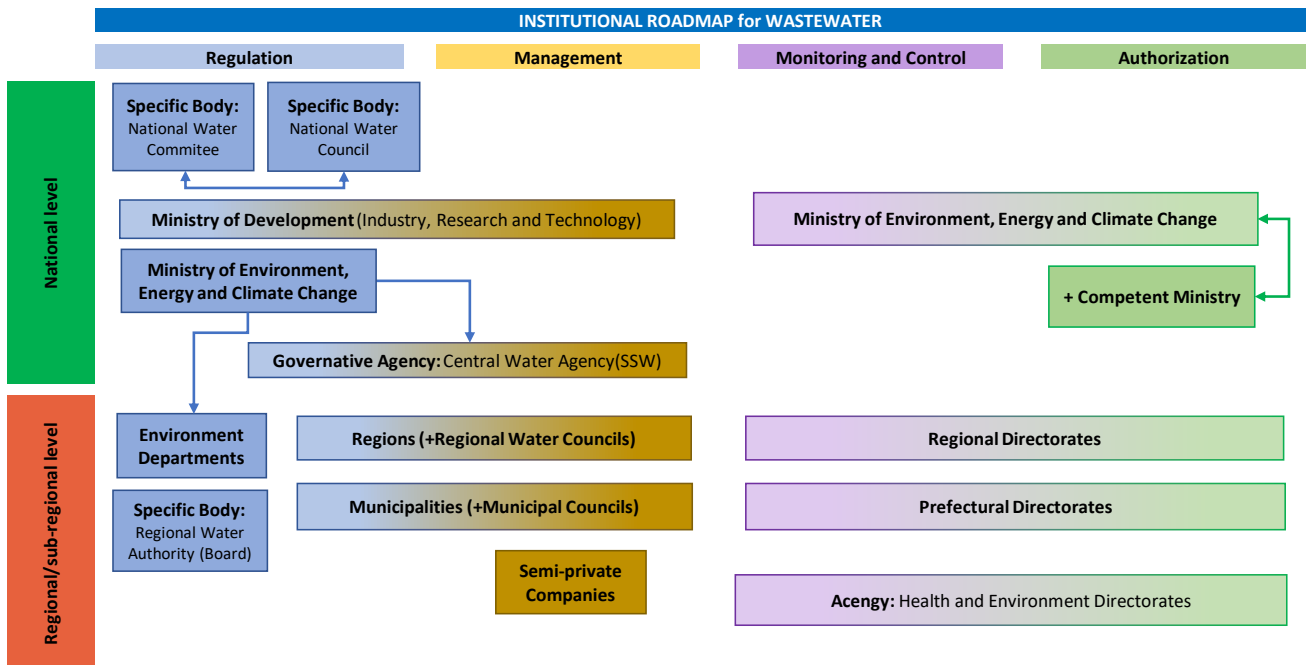 INSTITUTIONAL ROADMAP for WASTEWATER
Regulation
Management
Monitoring and Control
Authorization
National level
Specific Body:
National Water
Commitee
Specific Body:
National Water
Council
Ministry of Development (Industry, Research and Technology)
Ministry of Environment, Energy and Climate Change
Ministry of Environment,
Energy and Climate Change
+ Competent Ministry
Governative Agency: Central Water Agency(SSW)
Regional/sub-regional level
Environment
Departments
Regions (+Regional Water Councils)
Regional Directorates
Specific Body:
Regional Water
Authority (Board)
Municipalities (+Municipal Councils)
Prefectural Directorates
Semi-private
Companies
Acengy: Health and Environment Directorates